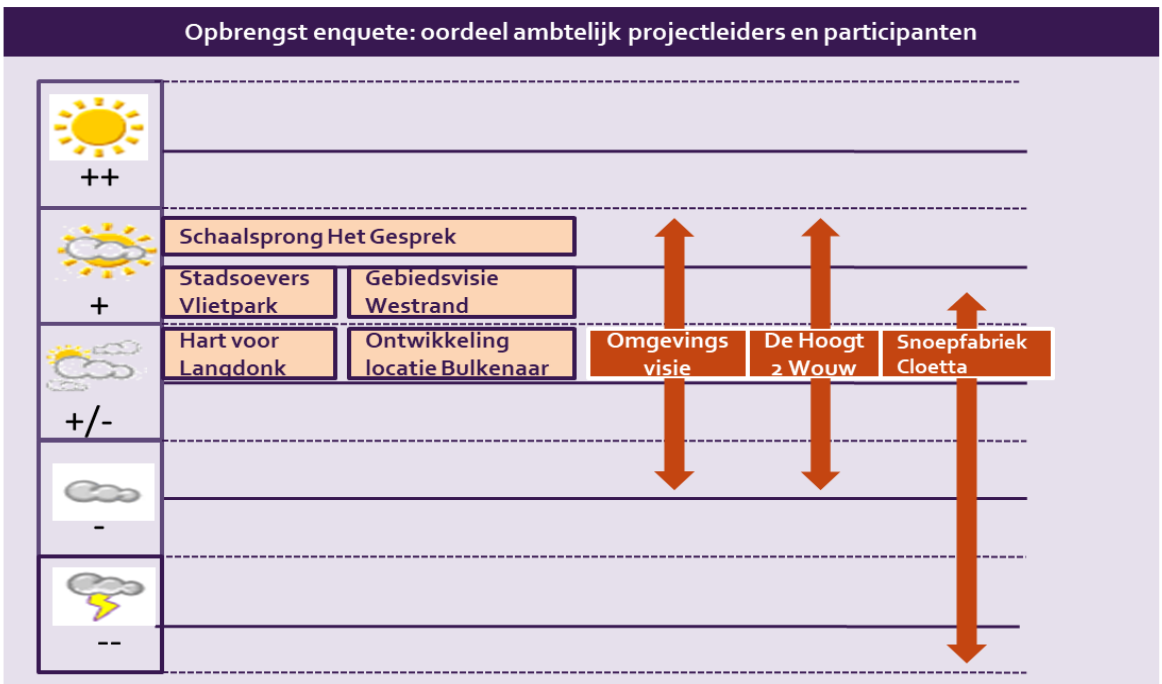 Opbrengst enquete: oordeel ambtelijk projectleiders en participanten
++
Schaalsprong Het Gesprek
Stadsoevers
Vlietpark
Gebiedsvisie
Westrand
+
Hart voor
Langdonk
Ontwikkeling
locatie Bulkenaar
Omgevings
visie
De Hoogt
2 Wouw
Snoepfabriek
Cloetta
+/-
-
--